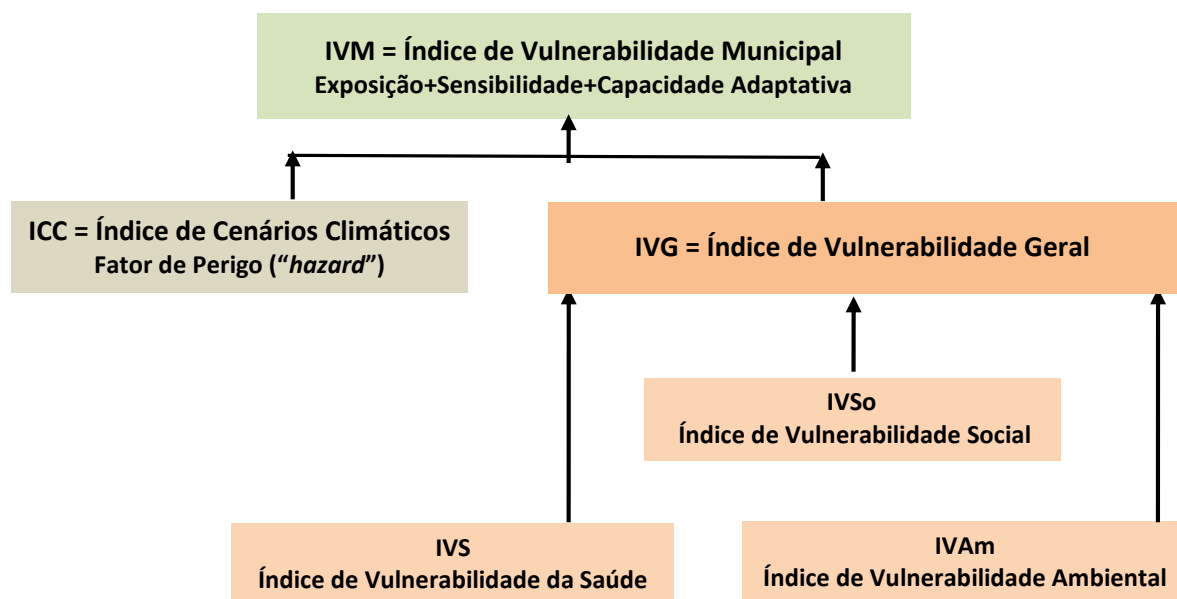 IVM = Índice de Vulnerabilidade Municipal
Exposição+Sensibilidade+Capacidade Adaptativa
ICC = Índice de Cenários Climáticos
Fator de Perigo (“hazard”)
IVG = Índice de Vulnerabilidade Geral
IVSo
Índice de Vulnerabilidade Social
IVS
Índice de Vulnerabilidade da Saúde
IVAm
Índice de Vulnerabilidade Ambiental